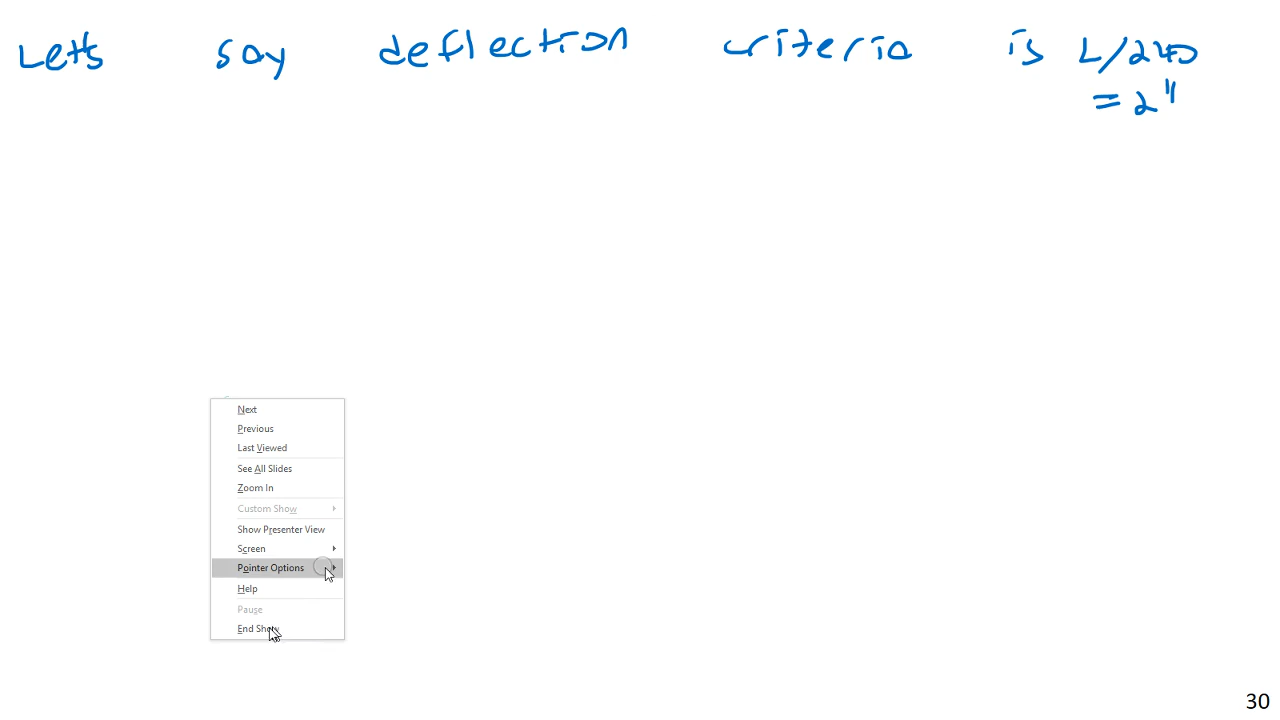 Let's say deflection criteria is L/240
= 2"
Next
Previous
Last Viewed
See All Slides
Zoom In
Custom Show
Show Presenter View
Screen
Pointer Options
Help
Pause
End Show
30